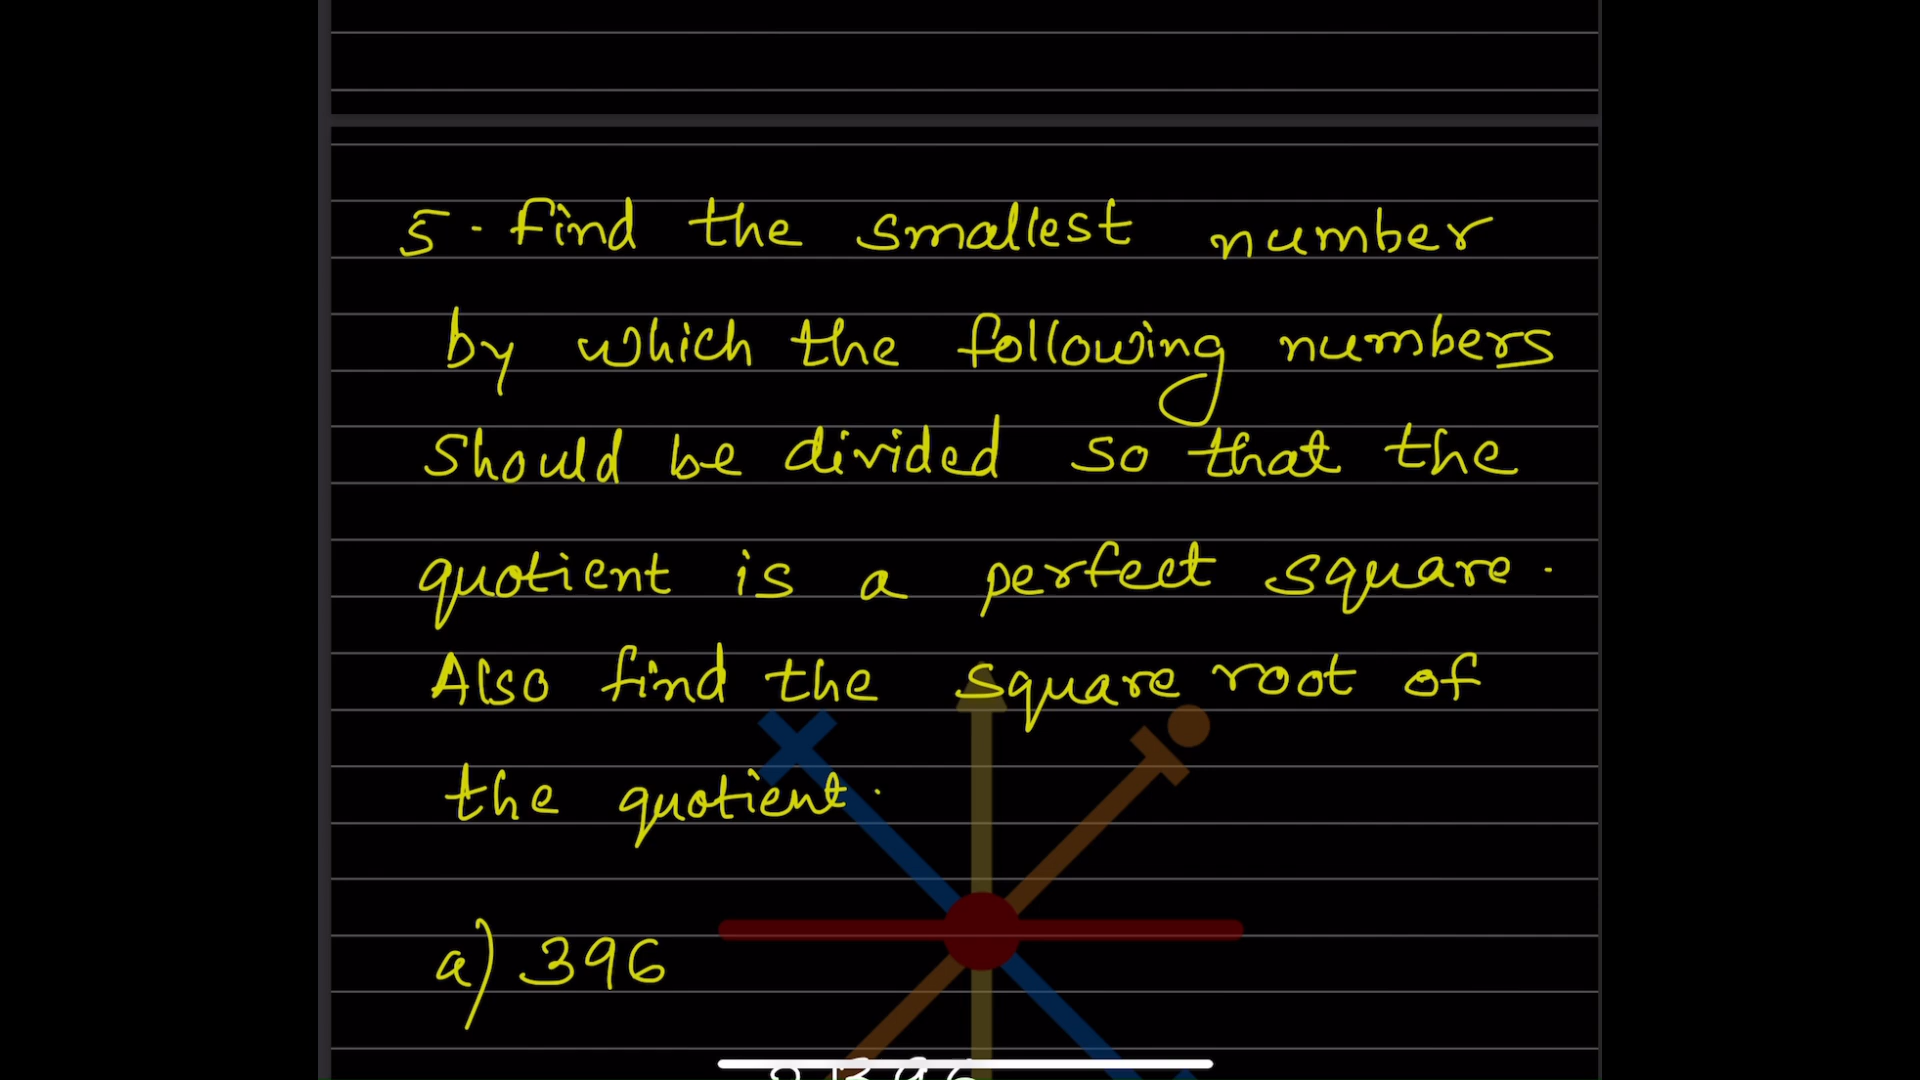 5. find the smallest number
by which the following numbers
should be divided so that the
quotient is a perfect square.
Also find the square root of
the quotient.
a) 396